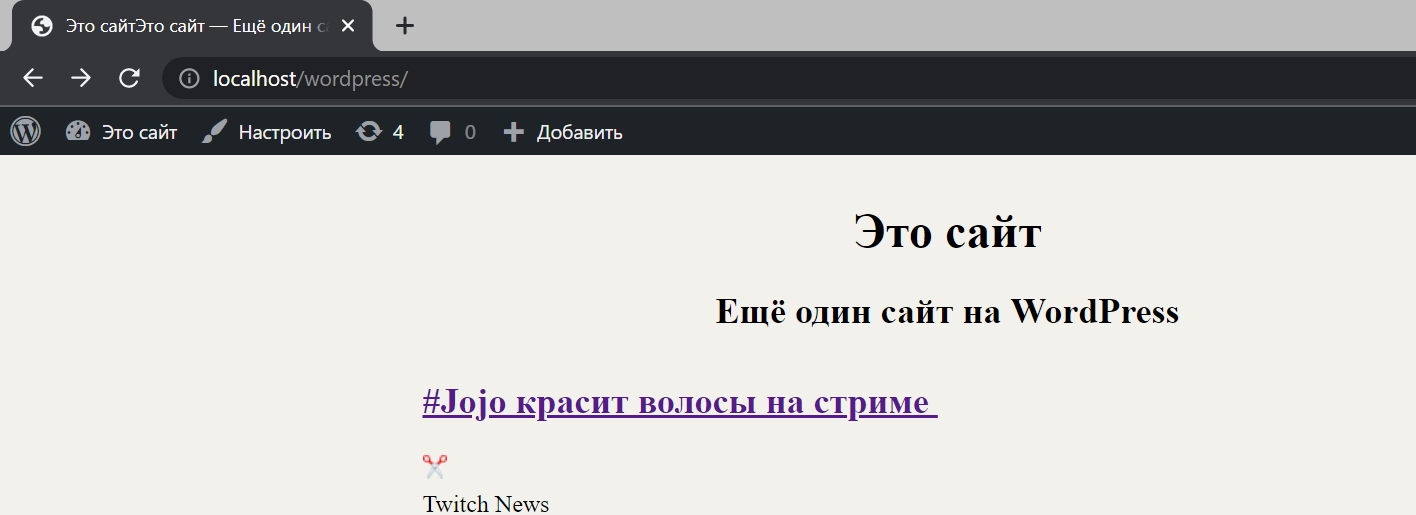 Это сайтЭто сайт — Ещё один са
localhost/wordpress/
Это сайт Настроить 4 0 Добавить
Это сайт
Ещё один сайт на WordPress
#Jojo красит волосы на стриме
Twitch News